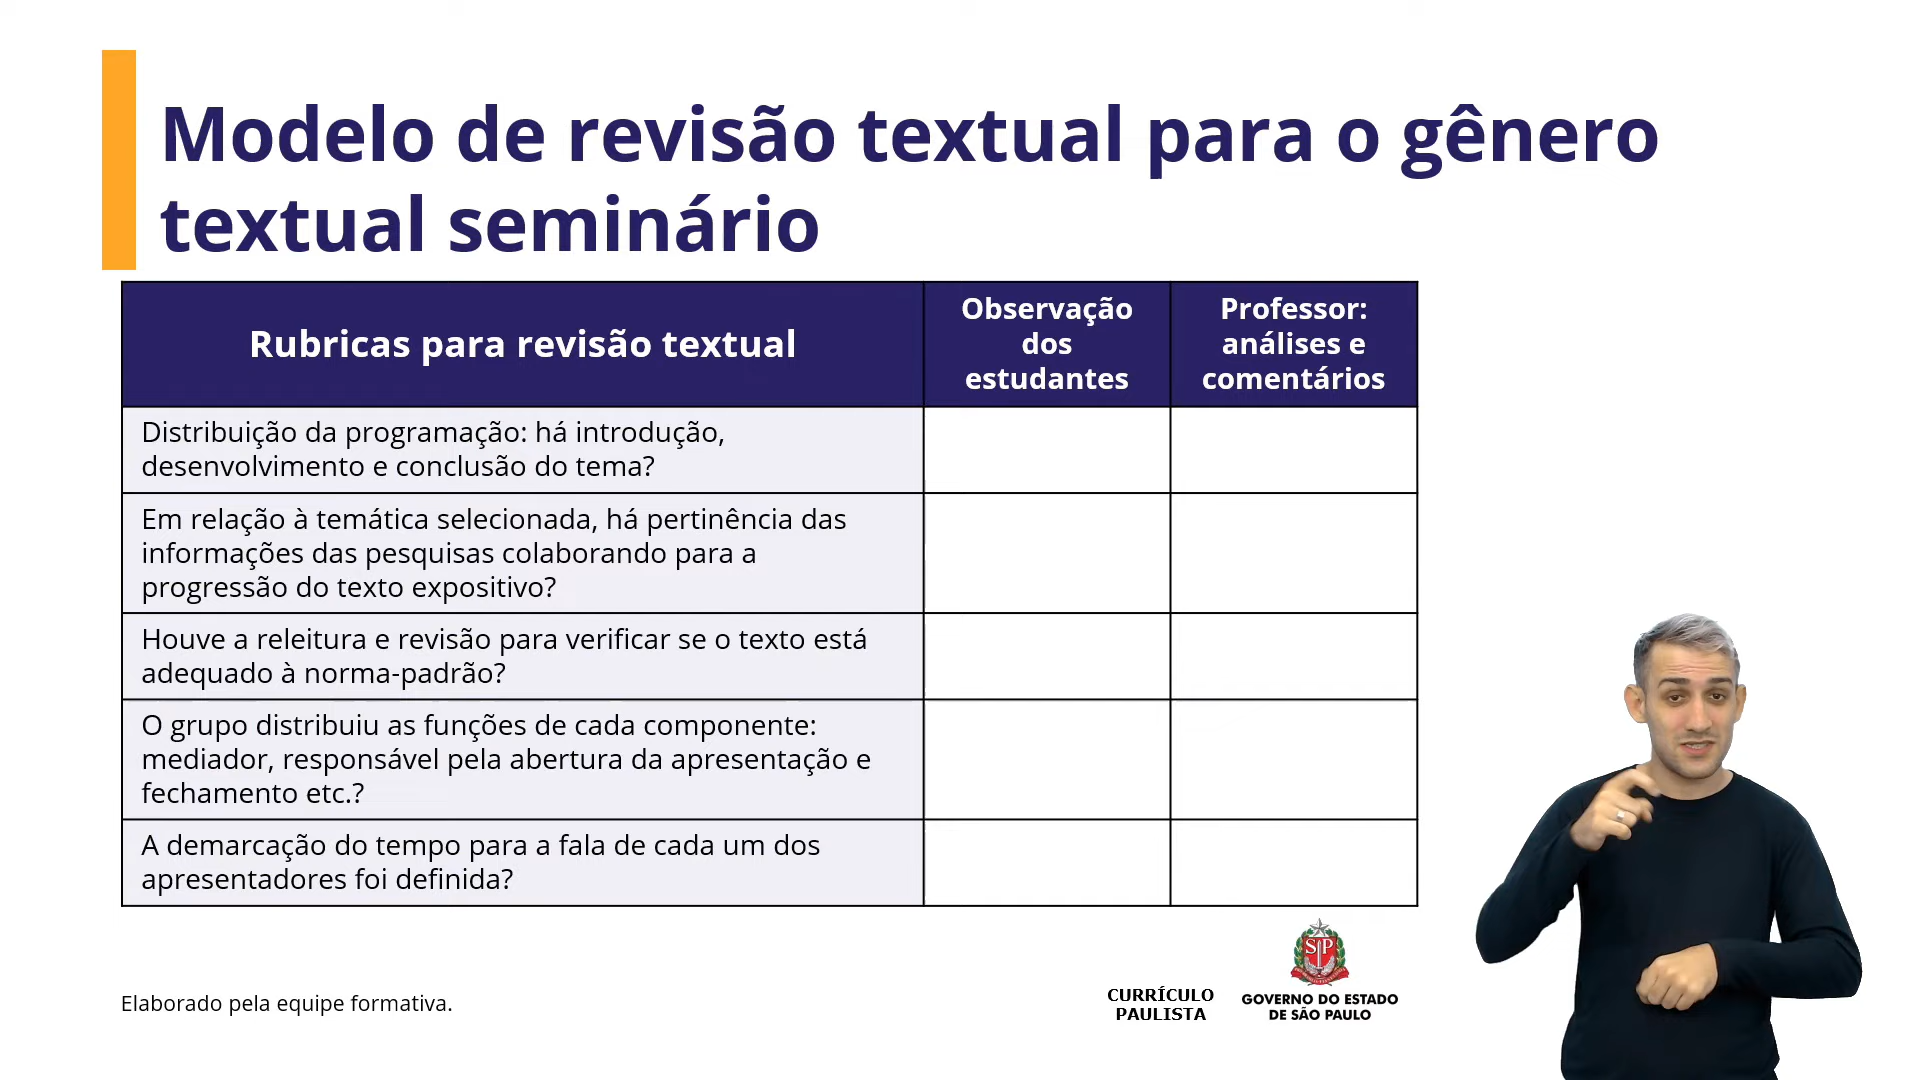 Modelo de revisão textual para o gênero
textual seminário
Rubricas para revisão textual
Observação
dos
estudantes
Professor:
análises e
comentários
Distribuição da programação: há introdução,
desenvolvimento e conclusão do tema?
Em relação à temática selecionada, há pertinência das
informações das pesquisas colaborando para a
progressão do texto expositivo?
Houve a releitura e revisão para verificar se o texto está
adequado à norma-padrão?
O grupo distribuiu as funções de cada componente:
mediador, responsável pela abertura da apresentação e
fechamento etc.?
A demarcação do tempo para a fala de cada um dos
apresentadores foi definida?
Elaborado pela equipe formativa.
CURRÍCULO
PAULISTA
SP
GOVERNO DO ESTADO
DE SÃO PAULO